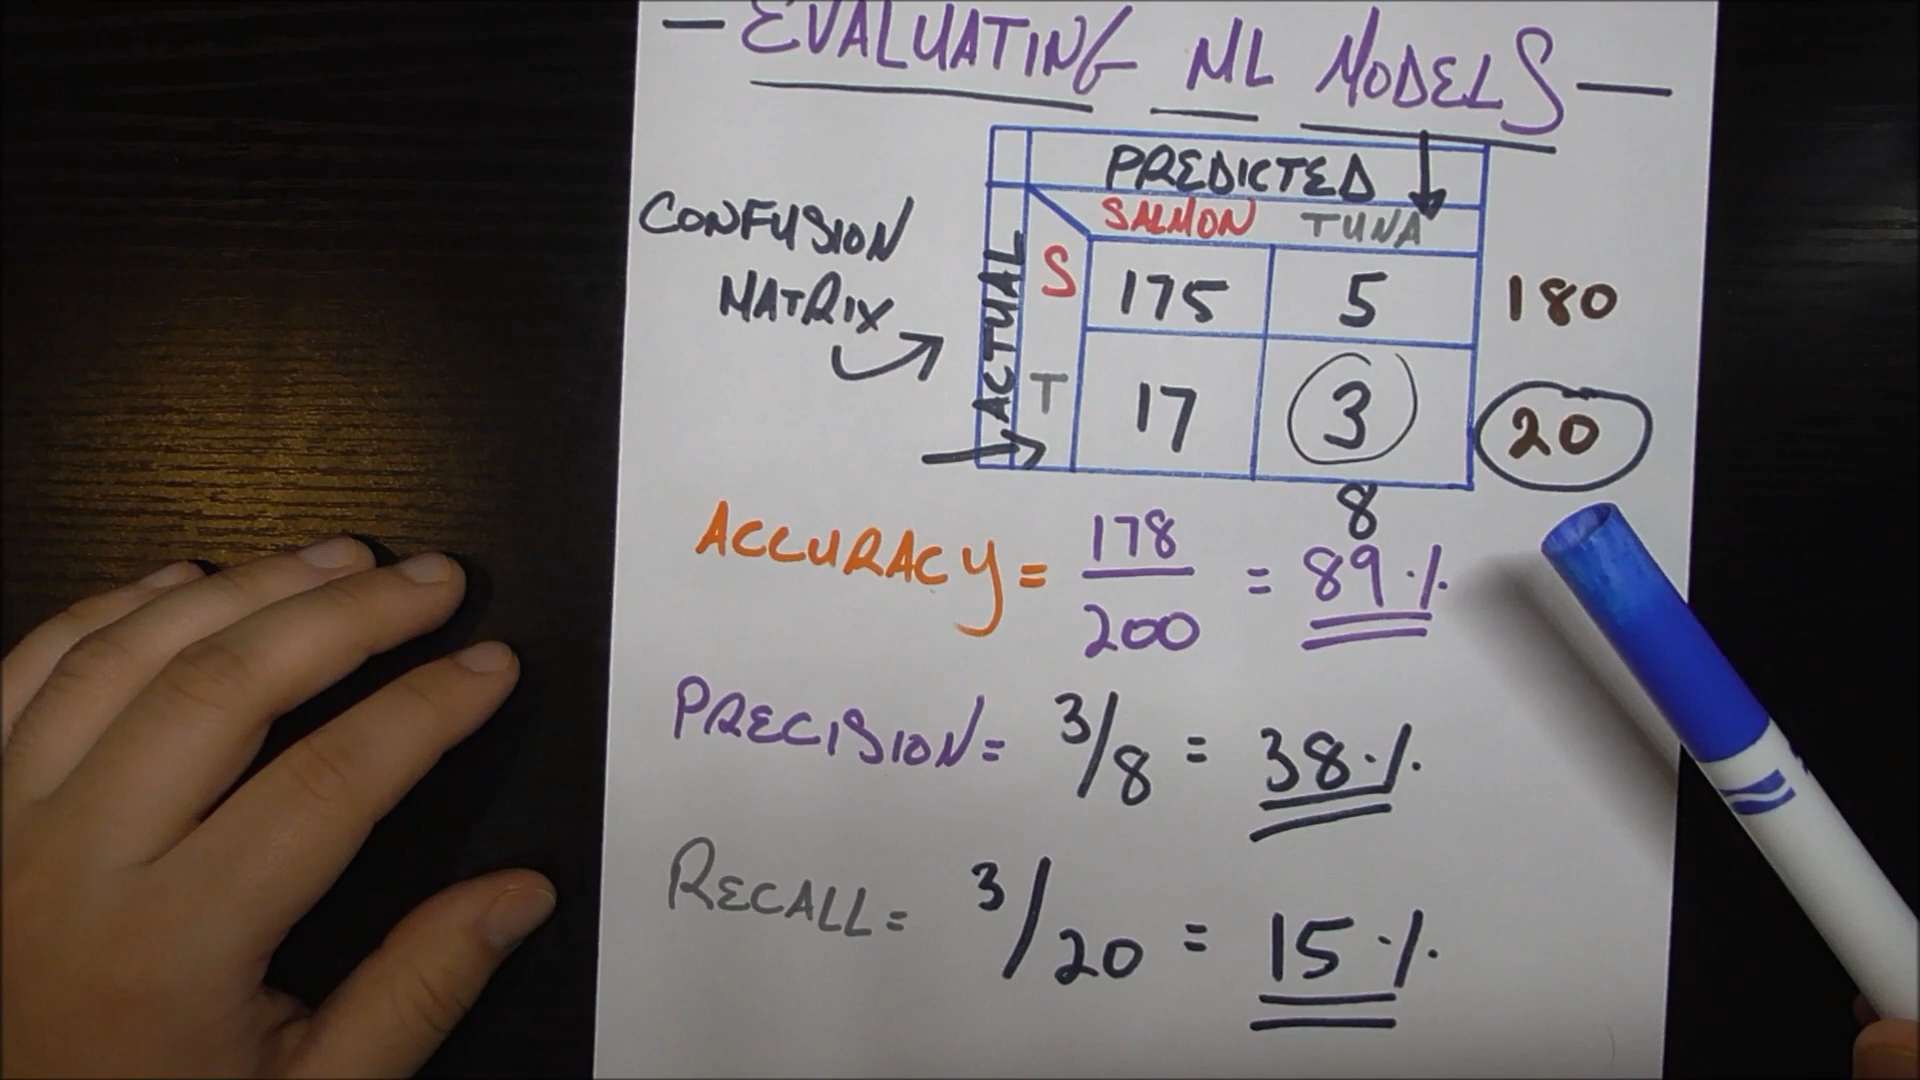 — EVALUATING ML MODELS —
PREDICTED
CONFUSION MATRIX
ACTUAL
SALMON TUNA
S 175 5 180
T 17 3 20
8
ACCURACY = 178/200 = 89%
PRECISION = 3/8 = 38%
RECALL = 3/20 = 15%